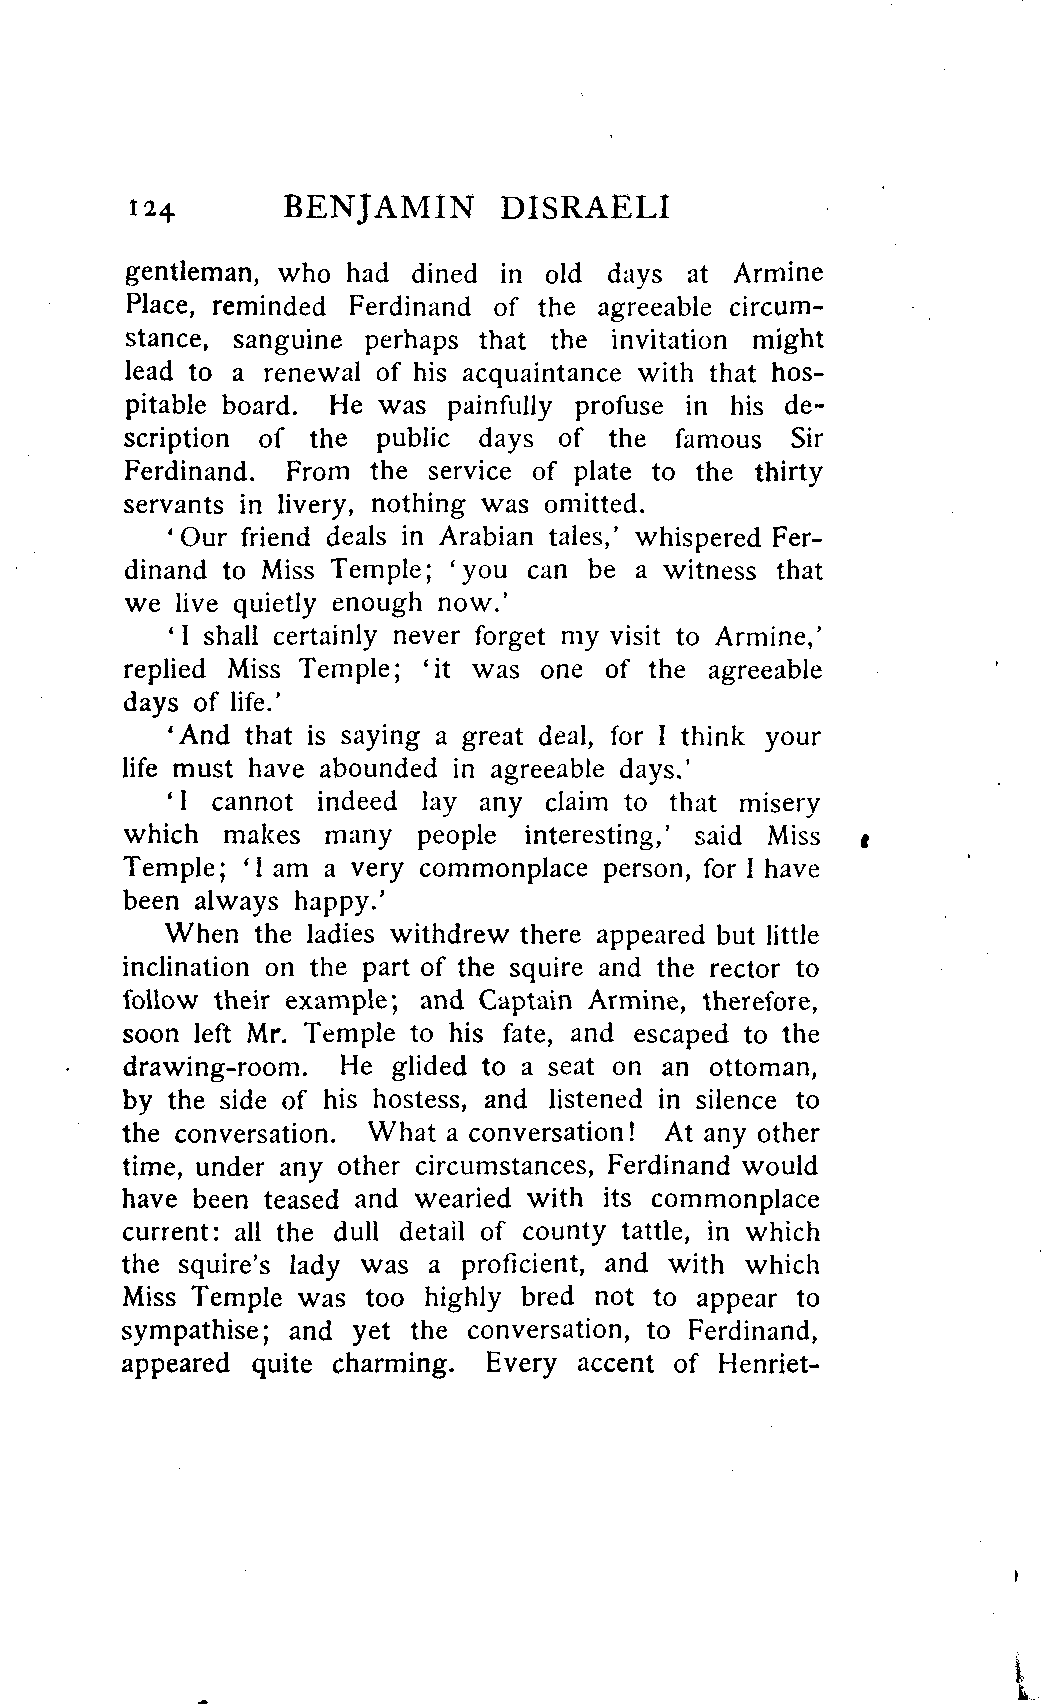 124 BENJAMIN DISRAELI
gentleman, who had dined in old days at Armine
Place, reminded Ferdinand of the agreeable circum-
stance, sanguine perhaps that the invitation might
lead to a renewal of his acquaintance with that hos-
pitable board. He was painfully profuse in his de-
scription of the public days of the famous Sir
Ferdinand. From the service of plate to the thirty
servants in livery, nothing was omitted.
‘Our friend deals in Arabian tales,’ whispered Fer-
dinand to Miss Temple; ‘you can be a witness that
we live quietly enough now.’
‘I shall certainly never forget my visit to Armine,’
replied Miss Temple; ‘it was one of the agreeable
days of life.’
‘And that is saying a great deal, for I think your
life must have abounded in agreeable days.’
‘I cannot indeed lay any claim to that misery
which makes many people interesting,’ said Miss
Temple; ‘I am a very commonplace person, for I have
been always happy.’
When the ladies withdrew there appeared but little
inclination on the part of the squire and the rector to
follow their example; and Captain Armine, therefore,
soon left Mr. Temple to his fate, and escaped to the
drawing-room. He glided to a seat on an ottoman,
by the side of his hostess, and listened in silence to
the conversation. What a conversation! At any other
time, under any other circumstances, Ferdinand would
have been teased and wearied with its commonplace
current: all the dull detail of county tattle, in which
the squire’s lady was a proficient, and with which
Miss Temple was too highly bred not to appear to
sympathise; and yet the conversation, to Ferdinand,
appeared quite charming. Every accent of Henriet-